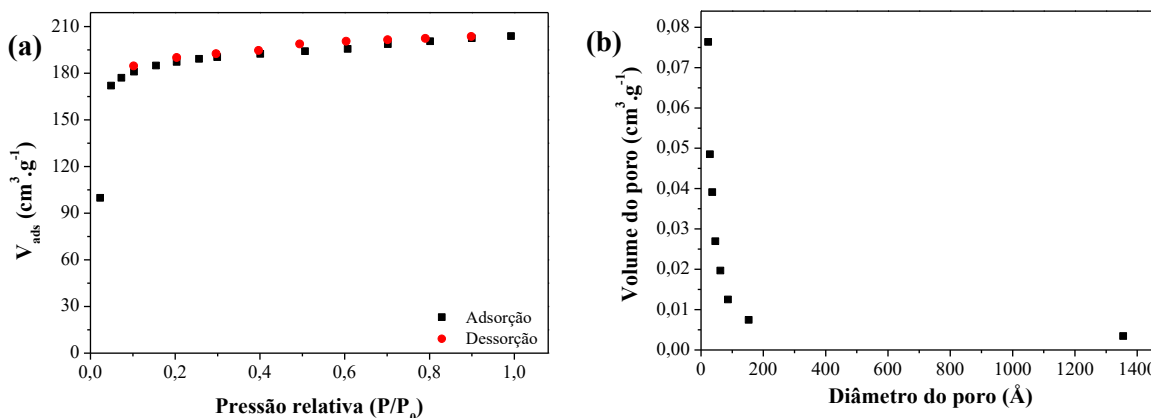 (a)
210
180
150
120
90
60
30
0
V_ads (cm³.g⁻¹)
0,0 0,2 0,4 0,6 0,8 1,0
Pressão relativa (P/P₀)
Adsorção
Dessorção
(b)
0,08
0,07
0,06
0,05
0,04
0,03
0,02
0,01
0,00
Volume do poro (cm³.g⁻¹)
0 200 400 600 800 1000 1200 1400
Diâmetro do poro (Å)